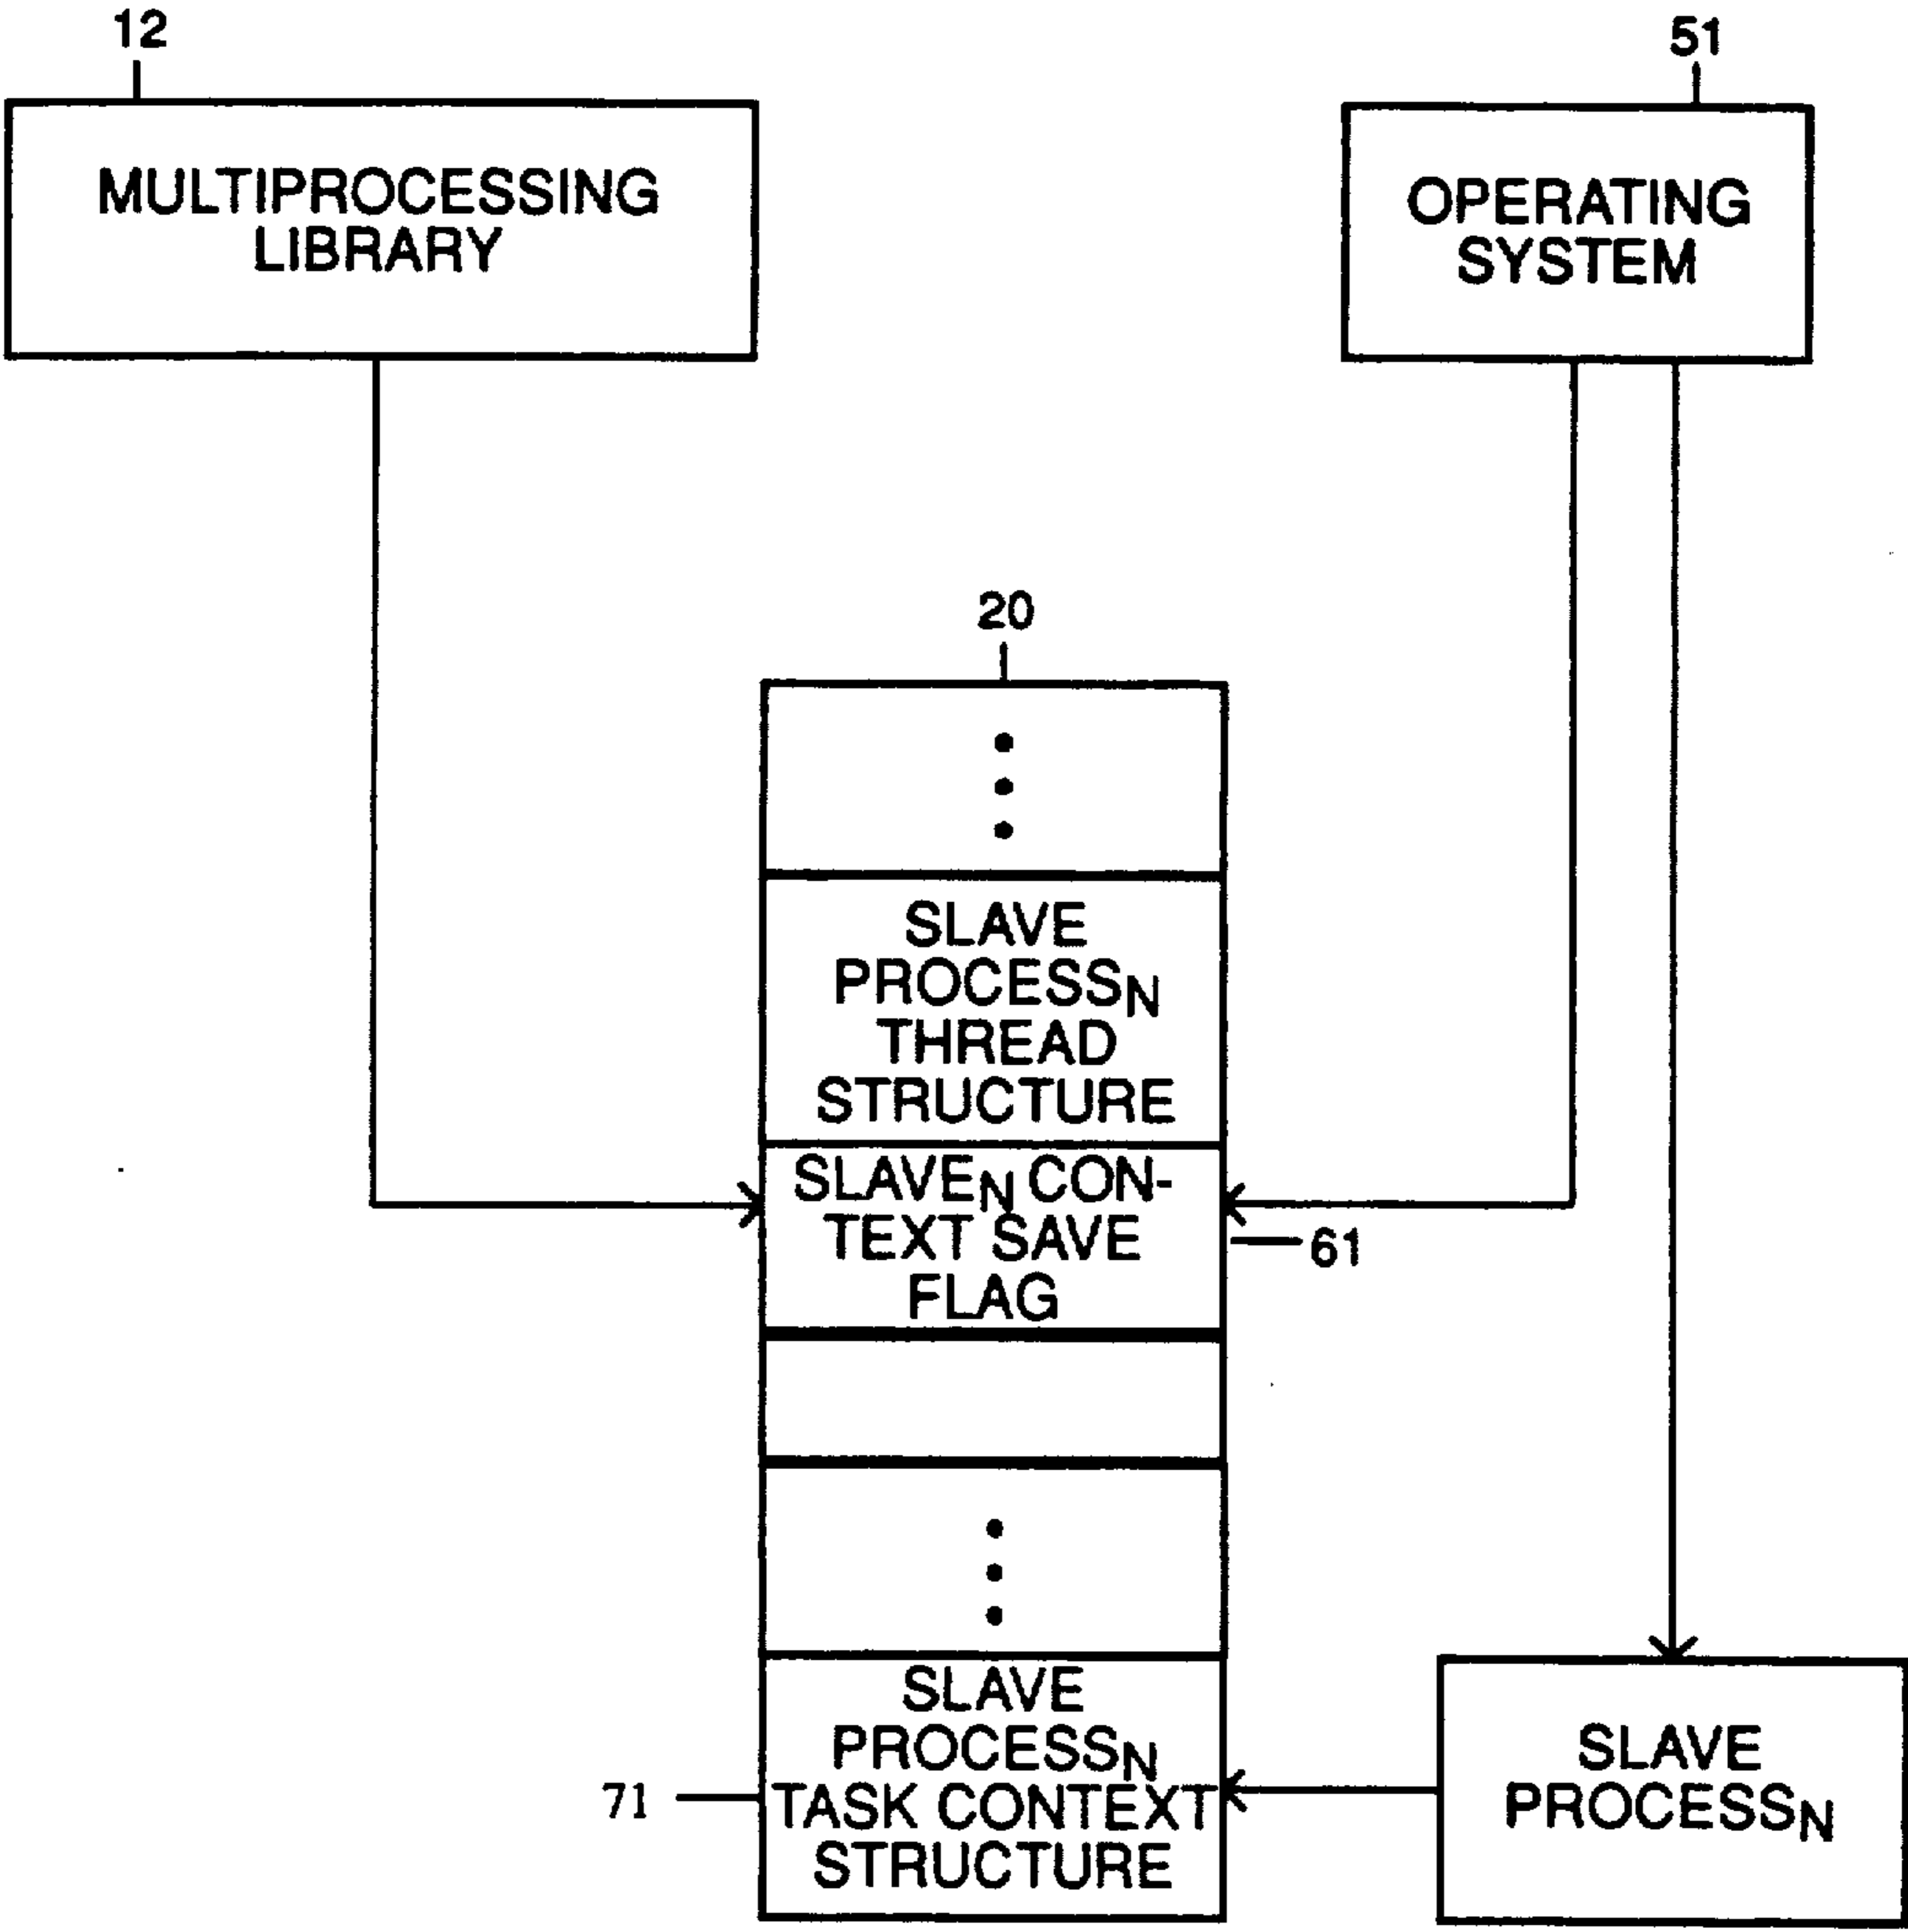 12
51
MULTIPROCESSING
LIBRARY
OPERATING
SYSTEM
20
SLAVE
PROCESSN
THREAD
STRUCTURE
SLAVEN CON-
TEXT SAVE
FLAG
61
SLAVE
PROCESSN
TASK CONTEXT
STRUCTURE
71
SLAVE
PROCESSN